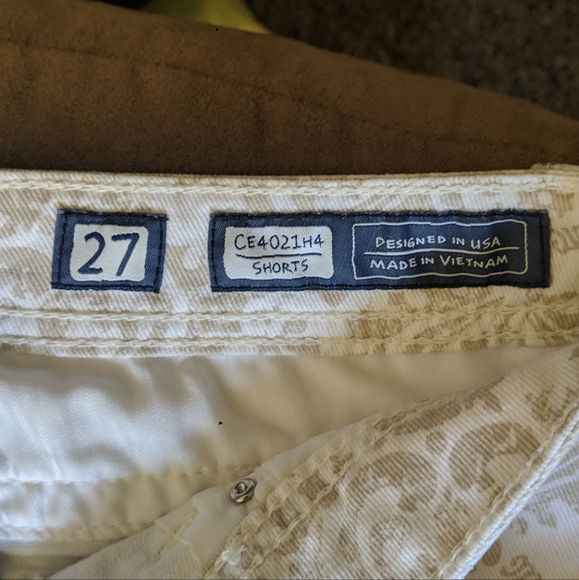 27
CE4021H4
SHORTS
DESIGNED IN USA
MADE IN VIETNAM